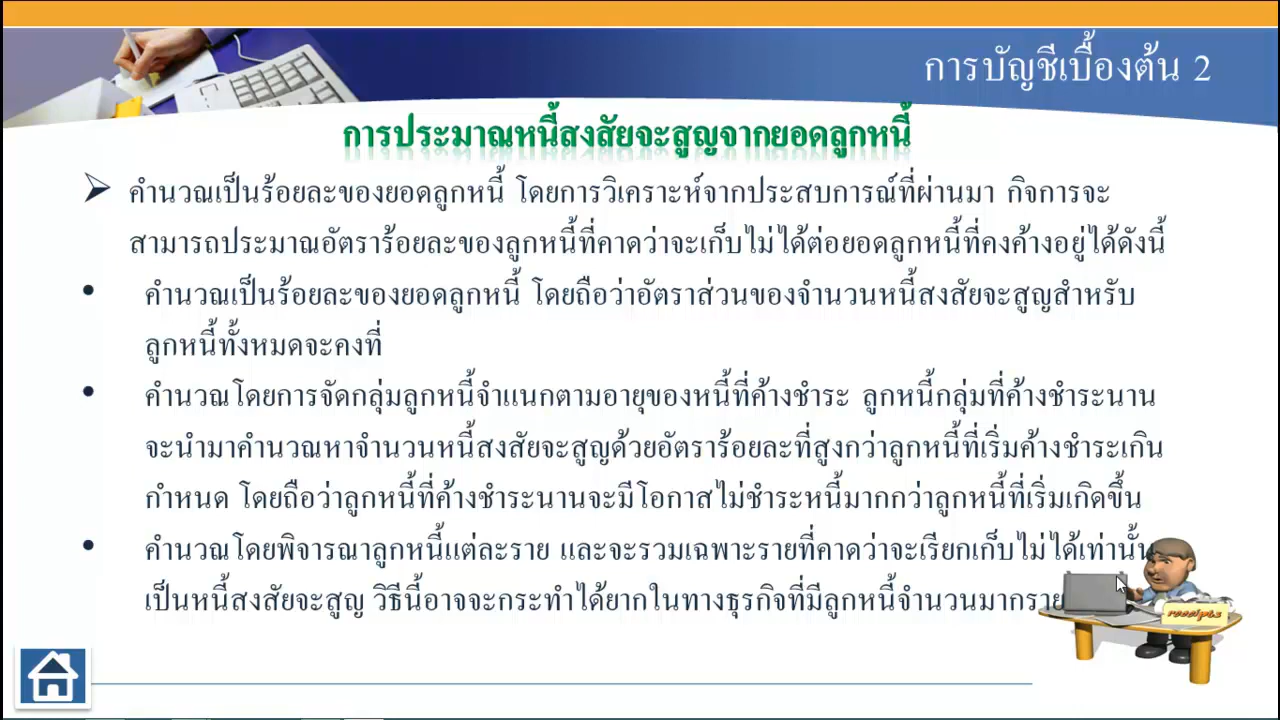 การบัญชีเบื้องต้น 2
การประมาณหนี้สงสัยจะสูญจากยอดลูกหนี้
คำนวณเป็นร้อยละของยอดลูกหนี้ โดยการวิเคราะห์จากประสบการณ์ที่ผ่านมา กิจการจะ
สามารถประมาณอัตราร้อยละของลูกหนี้ที่คาดว่าจะเก็บไม่ได้ต่อยอดลูกหนี้ที่คงค้างอยู่ได้ดังนี้
คำนวณเป็นร้อยละของยอดลูกหนี้ โดยถือว่าอัตราส่วนของจำนวนหนี้สงสัยจะสูญสำหรับ
ลูกหนี้ทั้งหมดจะคงที่
คำนวณโดยการจัดกลุ่มลูกหนี้จำแนกตามอายุของหนี้ที่ค้างชำระ ลูกหนี้กลุ่มที่ค้างชำระนาน
จะนำมาคำนวณหาจำนวนหนี้สงสัยจะสูญด้วยอัตราร้อยละที่สูงกว่าลูกหนี้ที่เริ่มค้างชำระเกิน
กำหนด โดยถือว่าลูกหนี้ที่ค้างชำระนานจะมีโอกาสไม่ชำระหนี้มากกว่าลูกหนี้ที่เริ่มเกิดขึ้น
คำนวณโดยพิจารณาลูกหนี้แต่ละราย และจะรวมเฉพาะรายที่คาดว่าจะเรียกเก็บไม่ได้เท่านั้น
เป็นหนี้สงสัยจะสูญ วิธีนี้อาจจะกระทำได้ยากในทางธุรกิจที่มีลูกหนี้จำนวนมากราย
receipts